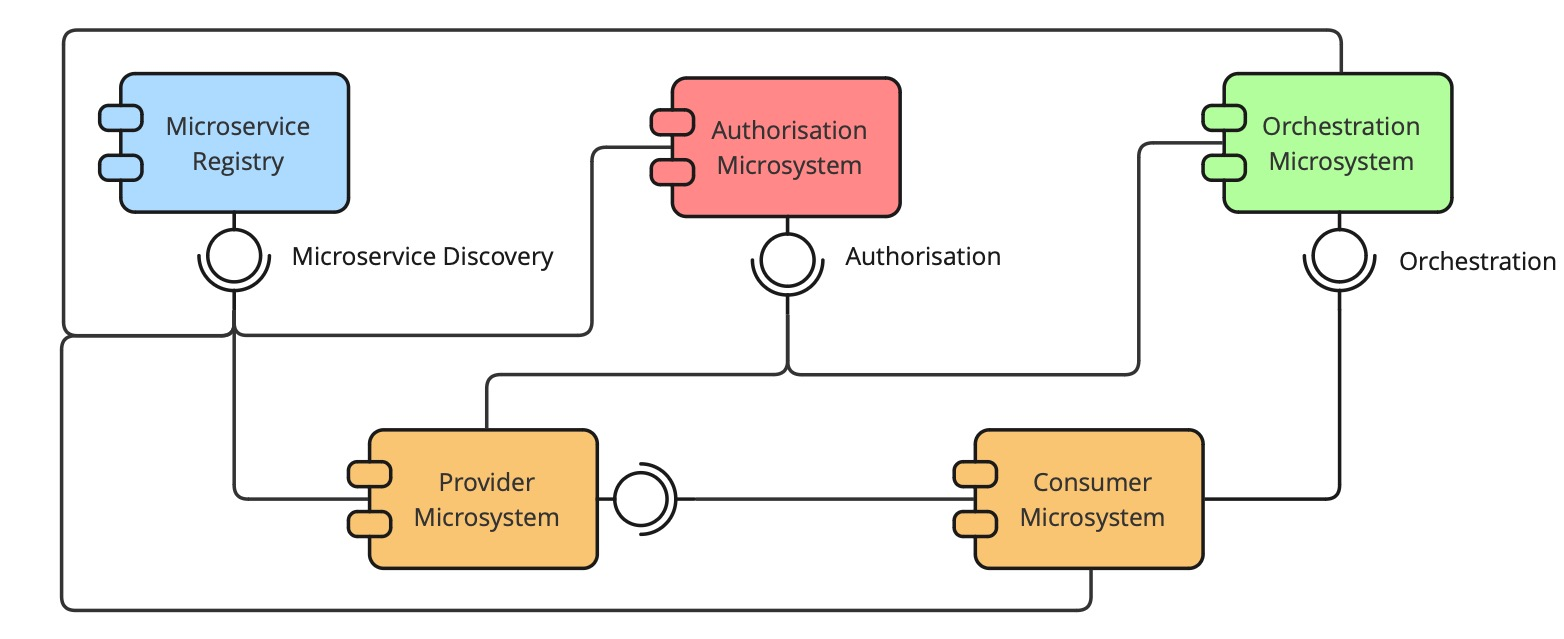 Microservice
Registry
Authorisation
Microsystem
Orchestration
Microsystem
Microservice Discovery
Authorisation
Orchestration
Provider
Microsystem
Consumer
Microsystem